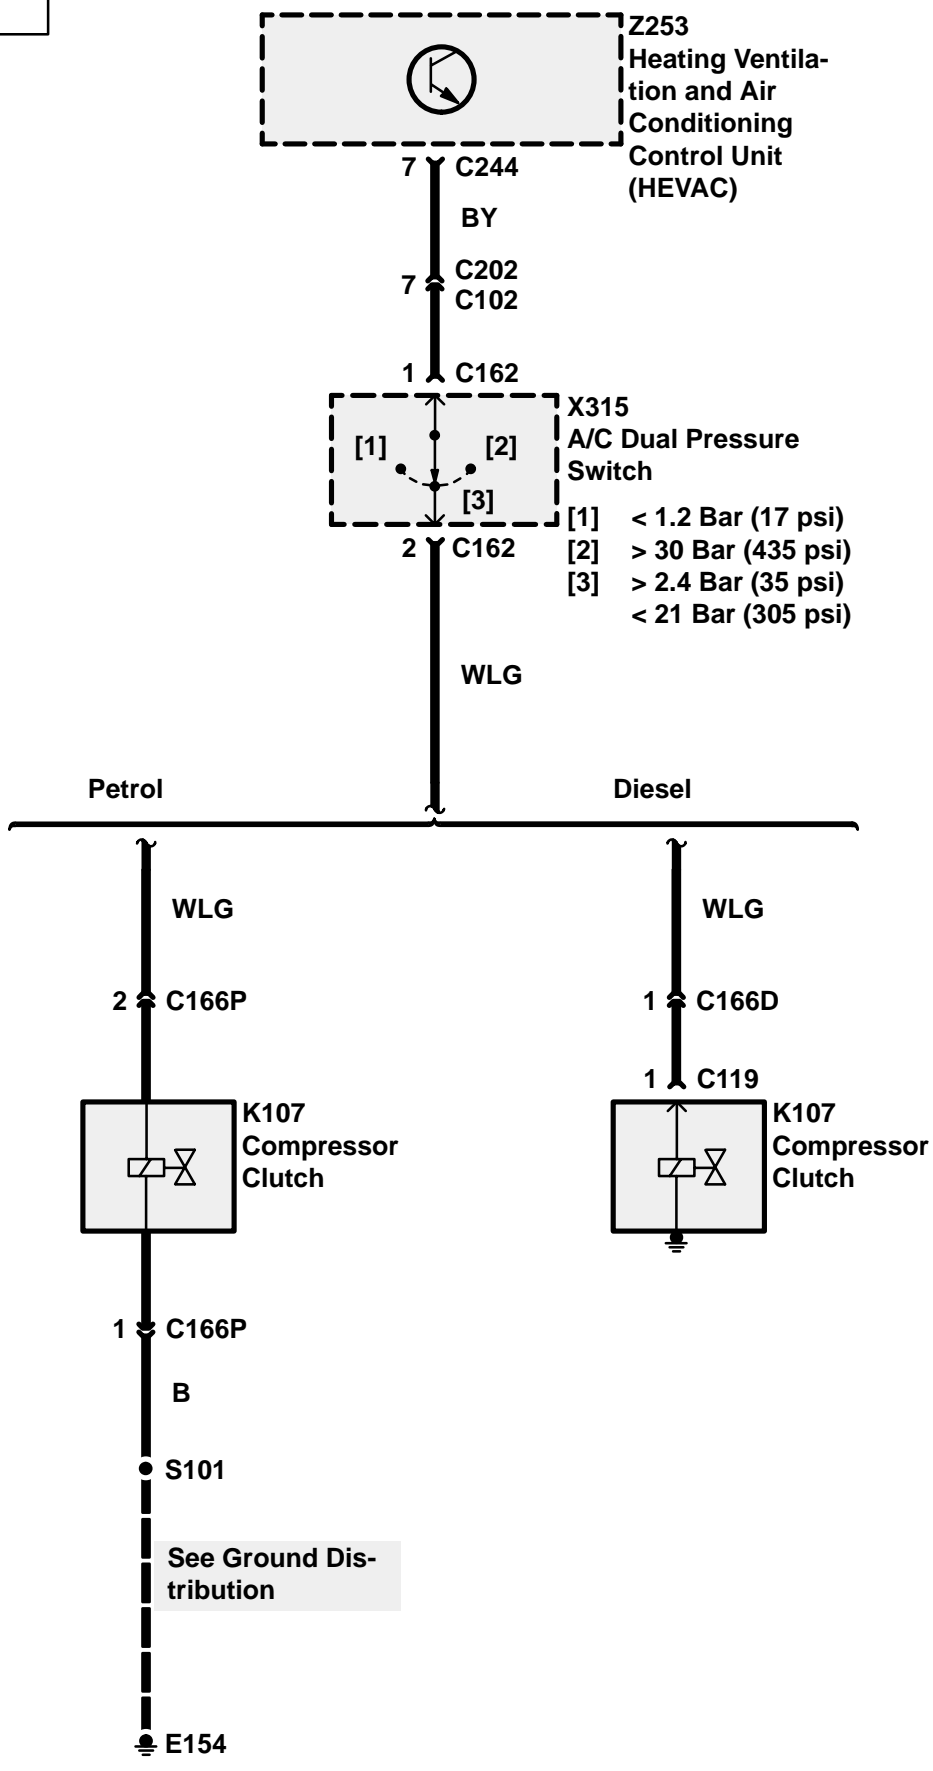 Z253
Heating Ventila-
tion and Air
Conditioning
Control Unit
(HEVAC)
7 C244
BY
7 C202
C102
1 C162
X315
A/C Dual Pressure
Switch
[1] [2]
[3]
[1] < 1.2 Bar (17 psi)
[2] > 30 Bar (435 psi)
[3] > 2.4 Bar (35 psi)
< 21 Bar (305 psi)
2 C162
WLG
Petrol Diesel
WLG WLG
2 C166P 1 C166D
1 C119
K107
Compressor
Clutch
K107
Compressor
Clutch
1 C166P
B
S101
See Ground Dis-
tribution
E154